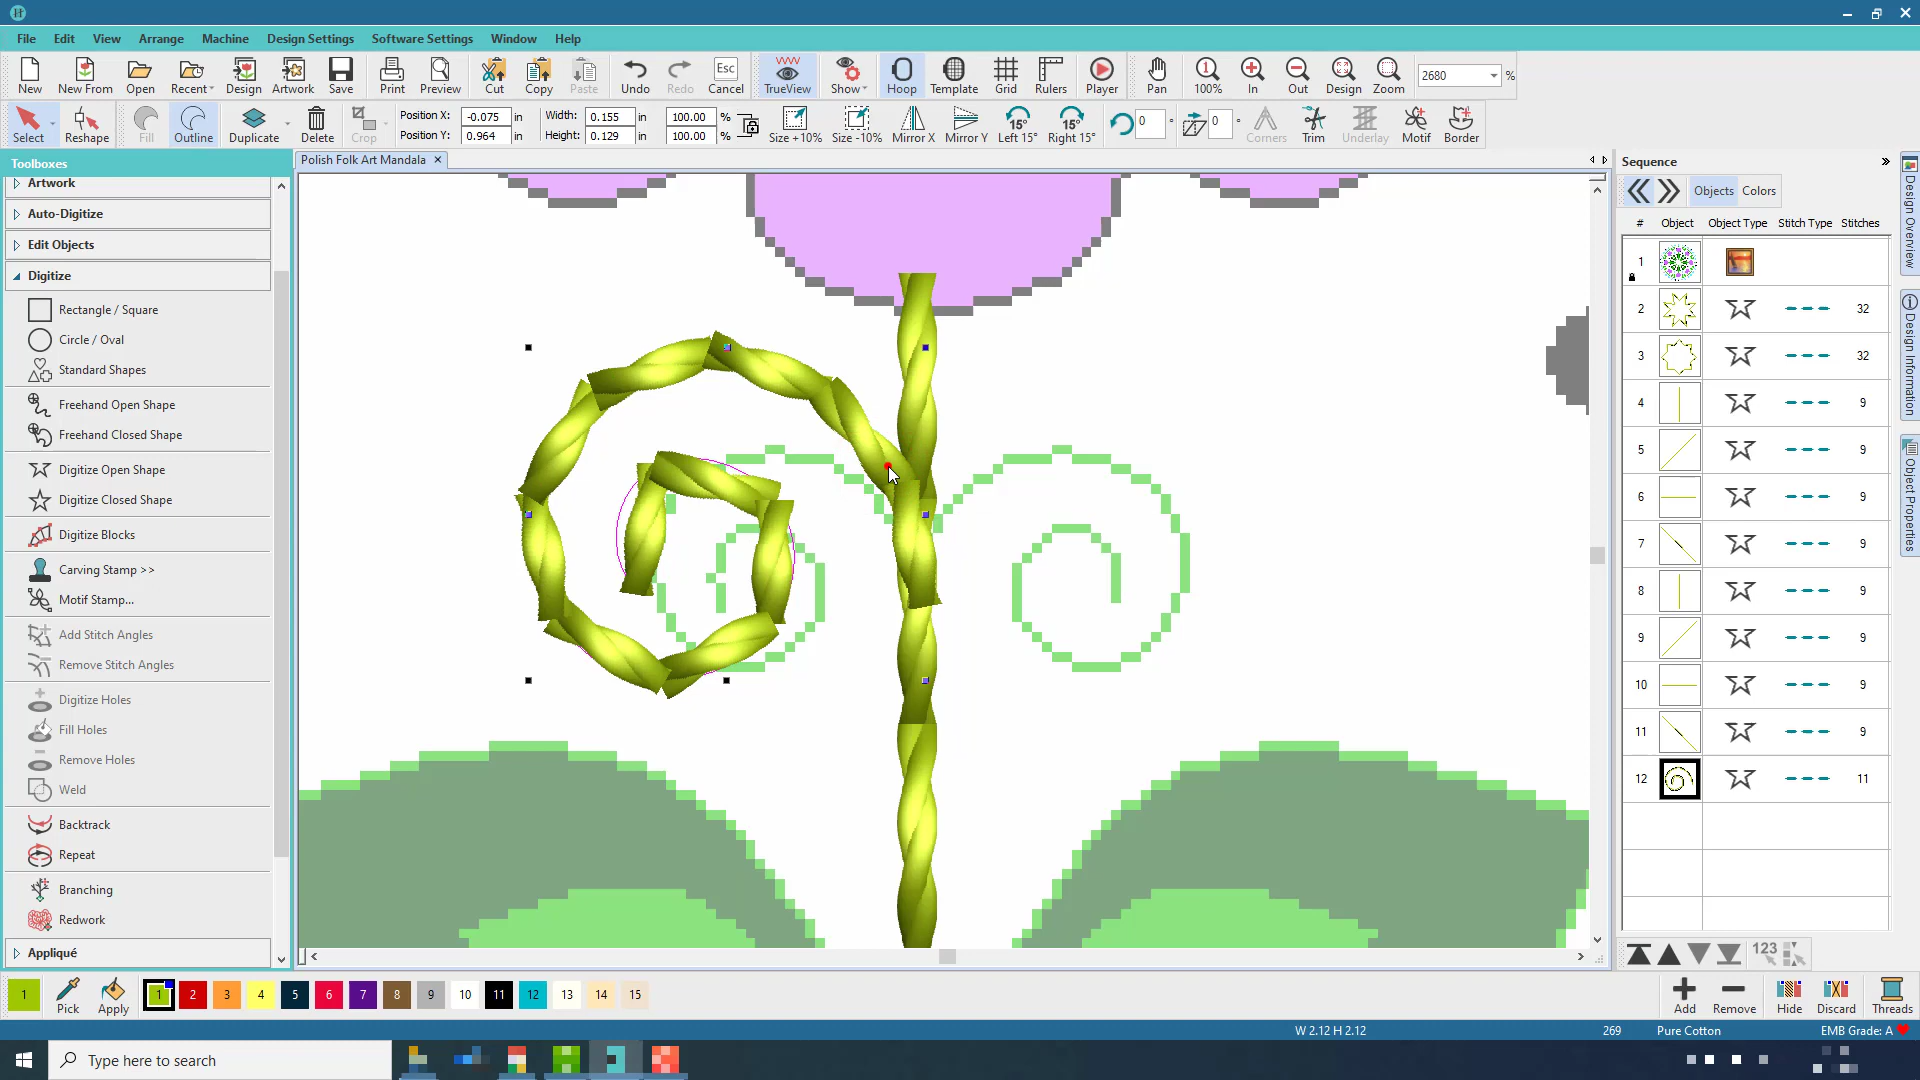 File Edit View Arrange Machine Design Settings Software Settings Window Help
New New From Open Recent Design Artwork Save Print Preview Cut Copy Paste Undo Redo Esc Cancel TrueView Show Hoop Template Grid Rulers Player Pan 1 100% In Out Design Zoom 2680 %
Select Reshape Fill Outline Duplicate Delete Crop
Position X: -0.075 in Width: 0.155 in 100.00 %
Position Y: 0.964 in Height: 0.129 in 100.00 %
Size +10% Size -10% Mirror X Mirror Y 15° Left 15° 15° Right 15° 0 ° 0 ° Corners Trim Underlay Motif Border
Toolboxes
Artwork
Auto-Digitize
Edit Objects
Digitize
Rectangle / Square
Circle / Oval
Standard Shapes
Freehand Open Shape
Freehand Closed Shape
Digitize Open Shape
Digitize Closed Shape
Digitize Blocks
Carving Stamp >>
Motif Stamp...
Add Stitch Angles
Remove Stitch Angles
Digitize Holes
Fill Holes
Remove Holes
Weld
Backtrack
Repeat
Branching
Redwork
Appliqué
Polish Folk Art Mandala
Sequence
Objects Colors
# Object Object Type Stitch Type Stitches
1
2 32
3 32
4 9
5 9
6 9
7 9
8 9
9 9
10 9
11 9
12 11
123
Design Overview
Design Information
Object Properties
1 Pick Apply 1 2 3 4 5 6 7 8 9 10 11 12 13 14 15
Add Remove Hide Discard Threads
W 2.12 H 2.12 269 Pure Cotton EMB Grade: A
Type here to search